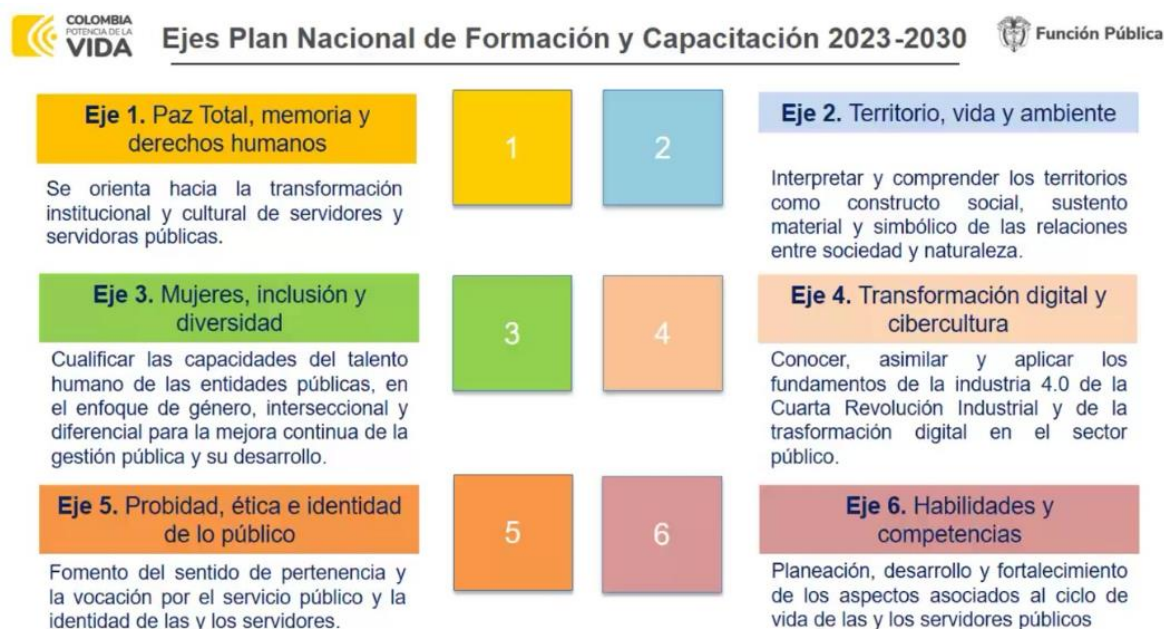 COLOMBIA
POTENCIA DE LA
VIDA
Ejes Plan Nacional de Formación y Capacitación 2023-2030
Función Pública
Eje 1. Paz Total, memoria y
derechos humanos
Se orienta hacia la transformación
institucional y cultural de servidores y
servidoras públicas.
1
2
Eje 2. Territorio, vida y ambiente
Interpretar y comprender los territorios
como constructo social, sustento
material y simbólico de las relaciones
entre sociedad y naturaleza.
Eje 3. Mujeres, inclusión y
diversidad
Cualificar las capacidades del talento
humano de las entidades públicas, en
el enfoque de género, interseccional y
diferencial para la mejora continua de la
gestión pública y su desarrollo.
3
4
Eje 4. Transformación digital y
cibercultura
Conocer, asimilar y aplicar los
fundamentos de la industria 4.0 de la
Cuarta Revolución Industrial y de la
trasformación digital en el sector
público.
Eje 5. Probidad, ética e identidad
de lo público
Fomento del sentido de pertenencia y
la vocación por el servicio público y la
identidad de las y los servidores.
5
6
Eje 6. Habilidades y
competencias
Planeación, desarrollo y fortalecimiento
de los aspectos asociados al ciclo de
vida de las y los servidores públicos